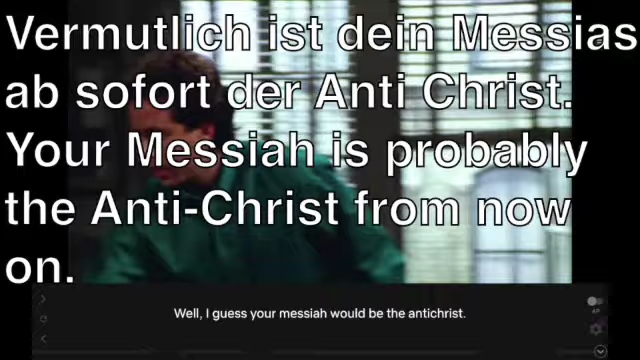 Vermutlich ist dein Messias
ab sofort der Anti Christ.
Your Messiah is probably
the Anti-Christ from now
on.
Well, I guess your messiah would be the antichrist.
AP